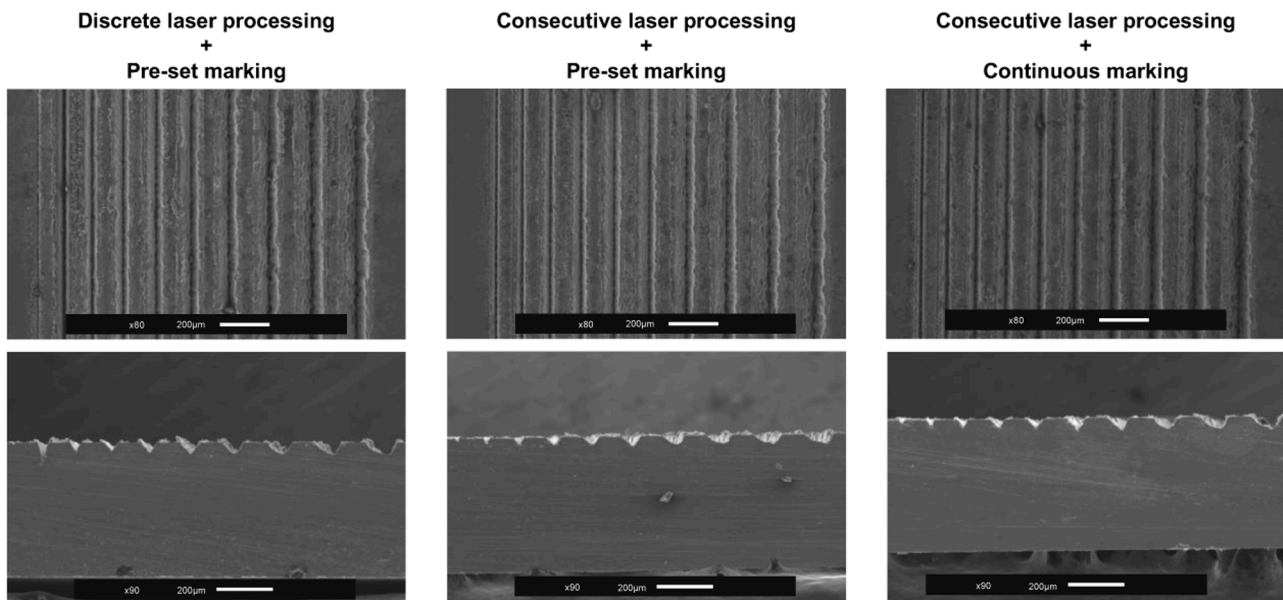 Discrete laser processing
+
Pre-set marking
Consecutive laser processing
+
Pre-set marking
Consecutive laser processing
+
Continuous marking
x80 200µm
x80 200µm
x80 200µm
x90 200µm
x90 200µm
x90 200µm